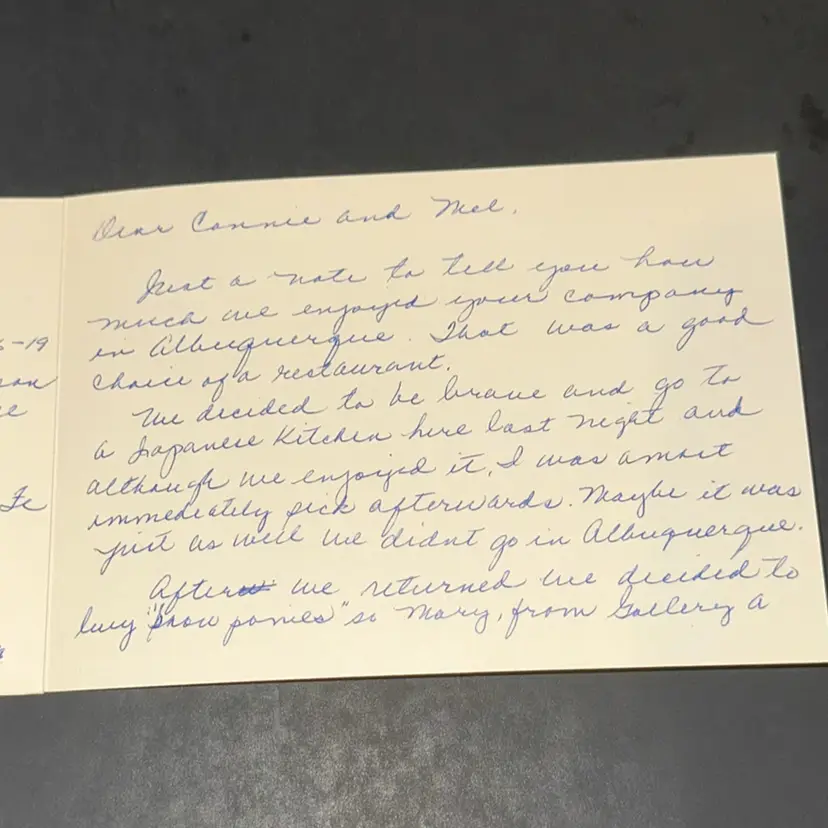 Dear Connie and Mel,
Just a note to tell you how
much we enjoyed your company
in Albuquerque. That was a good
choice of a restaurant.
We decided to be brave and go to
a Japanese Kitchen here last night and
although we enjoyed it, I was amost
immediately sick afterwards. Maybe it was
just as well we didnt go in Albuquerque.
After we returned we decided to
buy "Snow ponies" so Mary, from Gallery A
-19
Fe